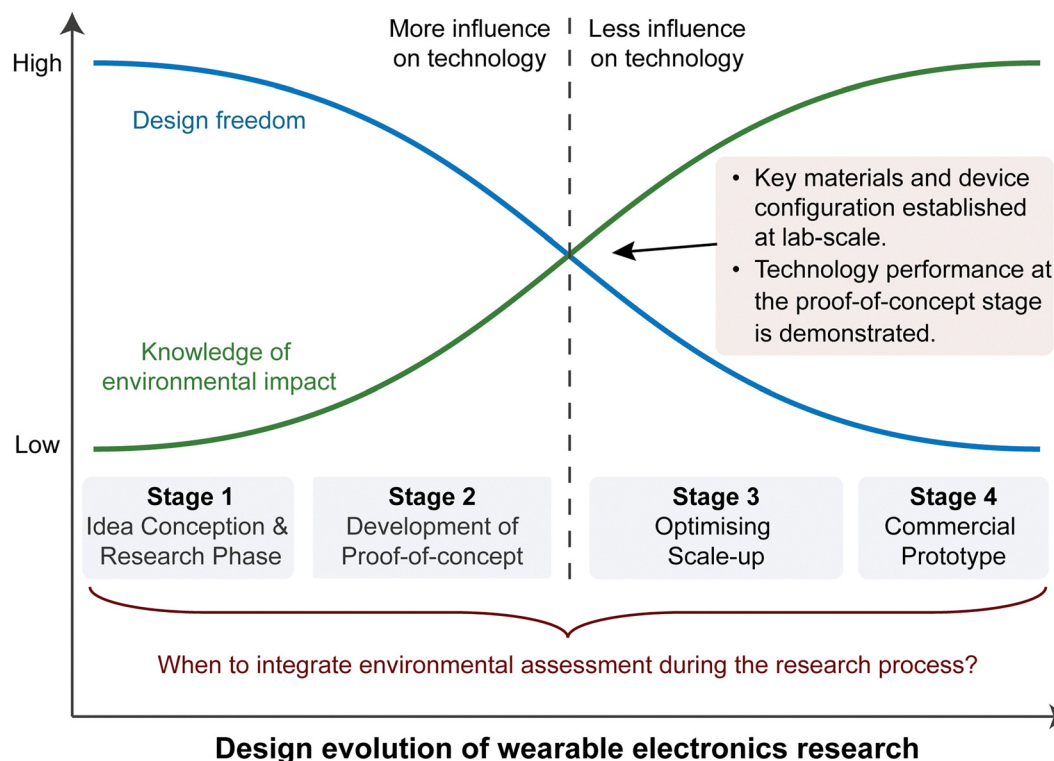 More influence
on technology
Less influence
on technology
High
Design freedom
• Key materials and device
configuration established
at lab-scale.
• Technology performance at
the proof-of-concept stage
is demonstrated.
Knowledge of
environmental impact
Low
Stage 1
Idea Conception &
Research Phase
Stage 2
Development of
Proof-of-concept
Stage 3
Optimising
Scale-up
Stage 4
Commercial
Prototype
When to integrate environmental assessment during the research process?
Design evolution of wearable electronics research